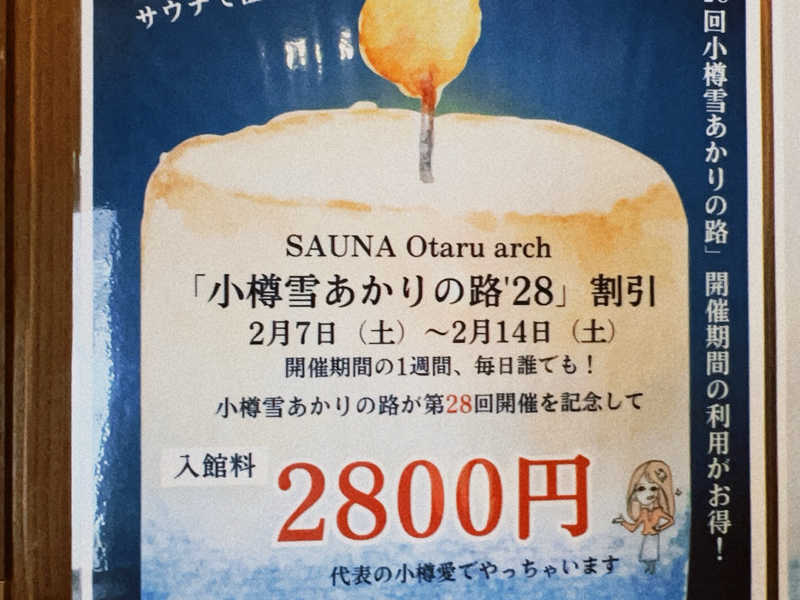 サウナで
SAUNA Otaru arch
「小樽雪あかりの路'28」割引
2月7日（土）～2月14日（土）
開催期間の1週間、毎日誰でも！
小樽雪あかりの路が第28回開催を記念して
入館料
2800円
代表の小樽愛でやっちゃいます
回小樽雪あかりの路」開催期間の利用がお得！